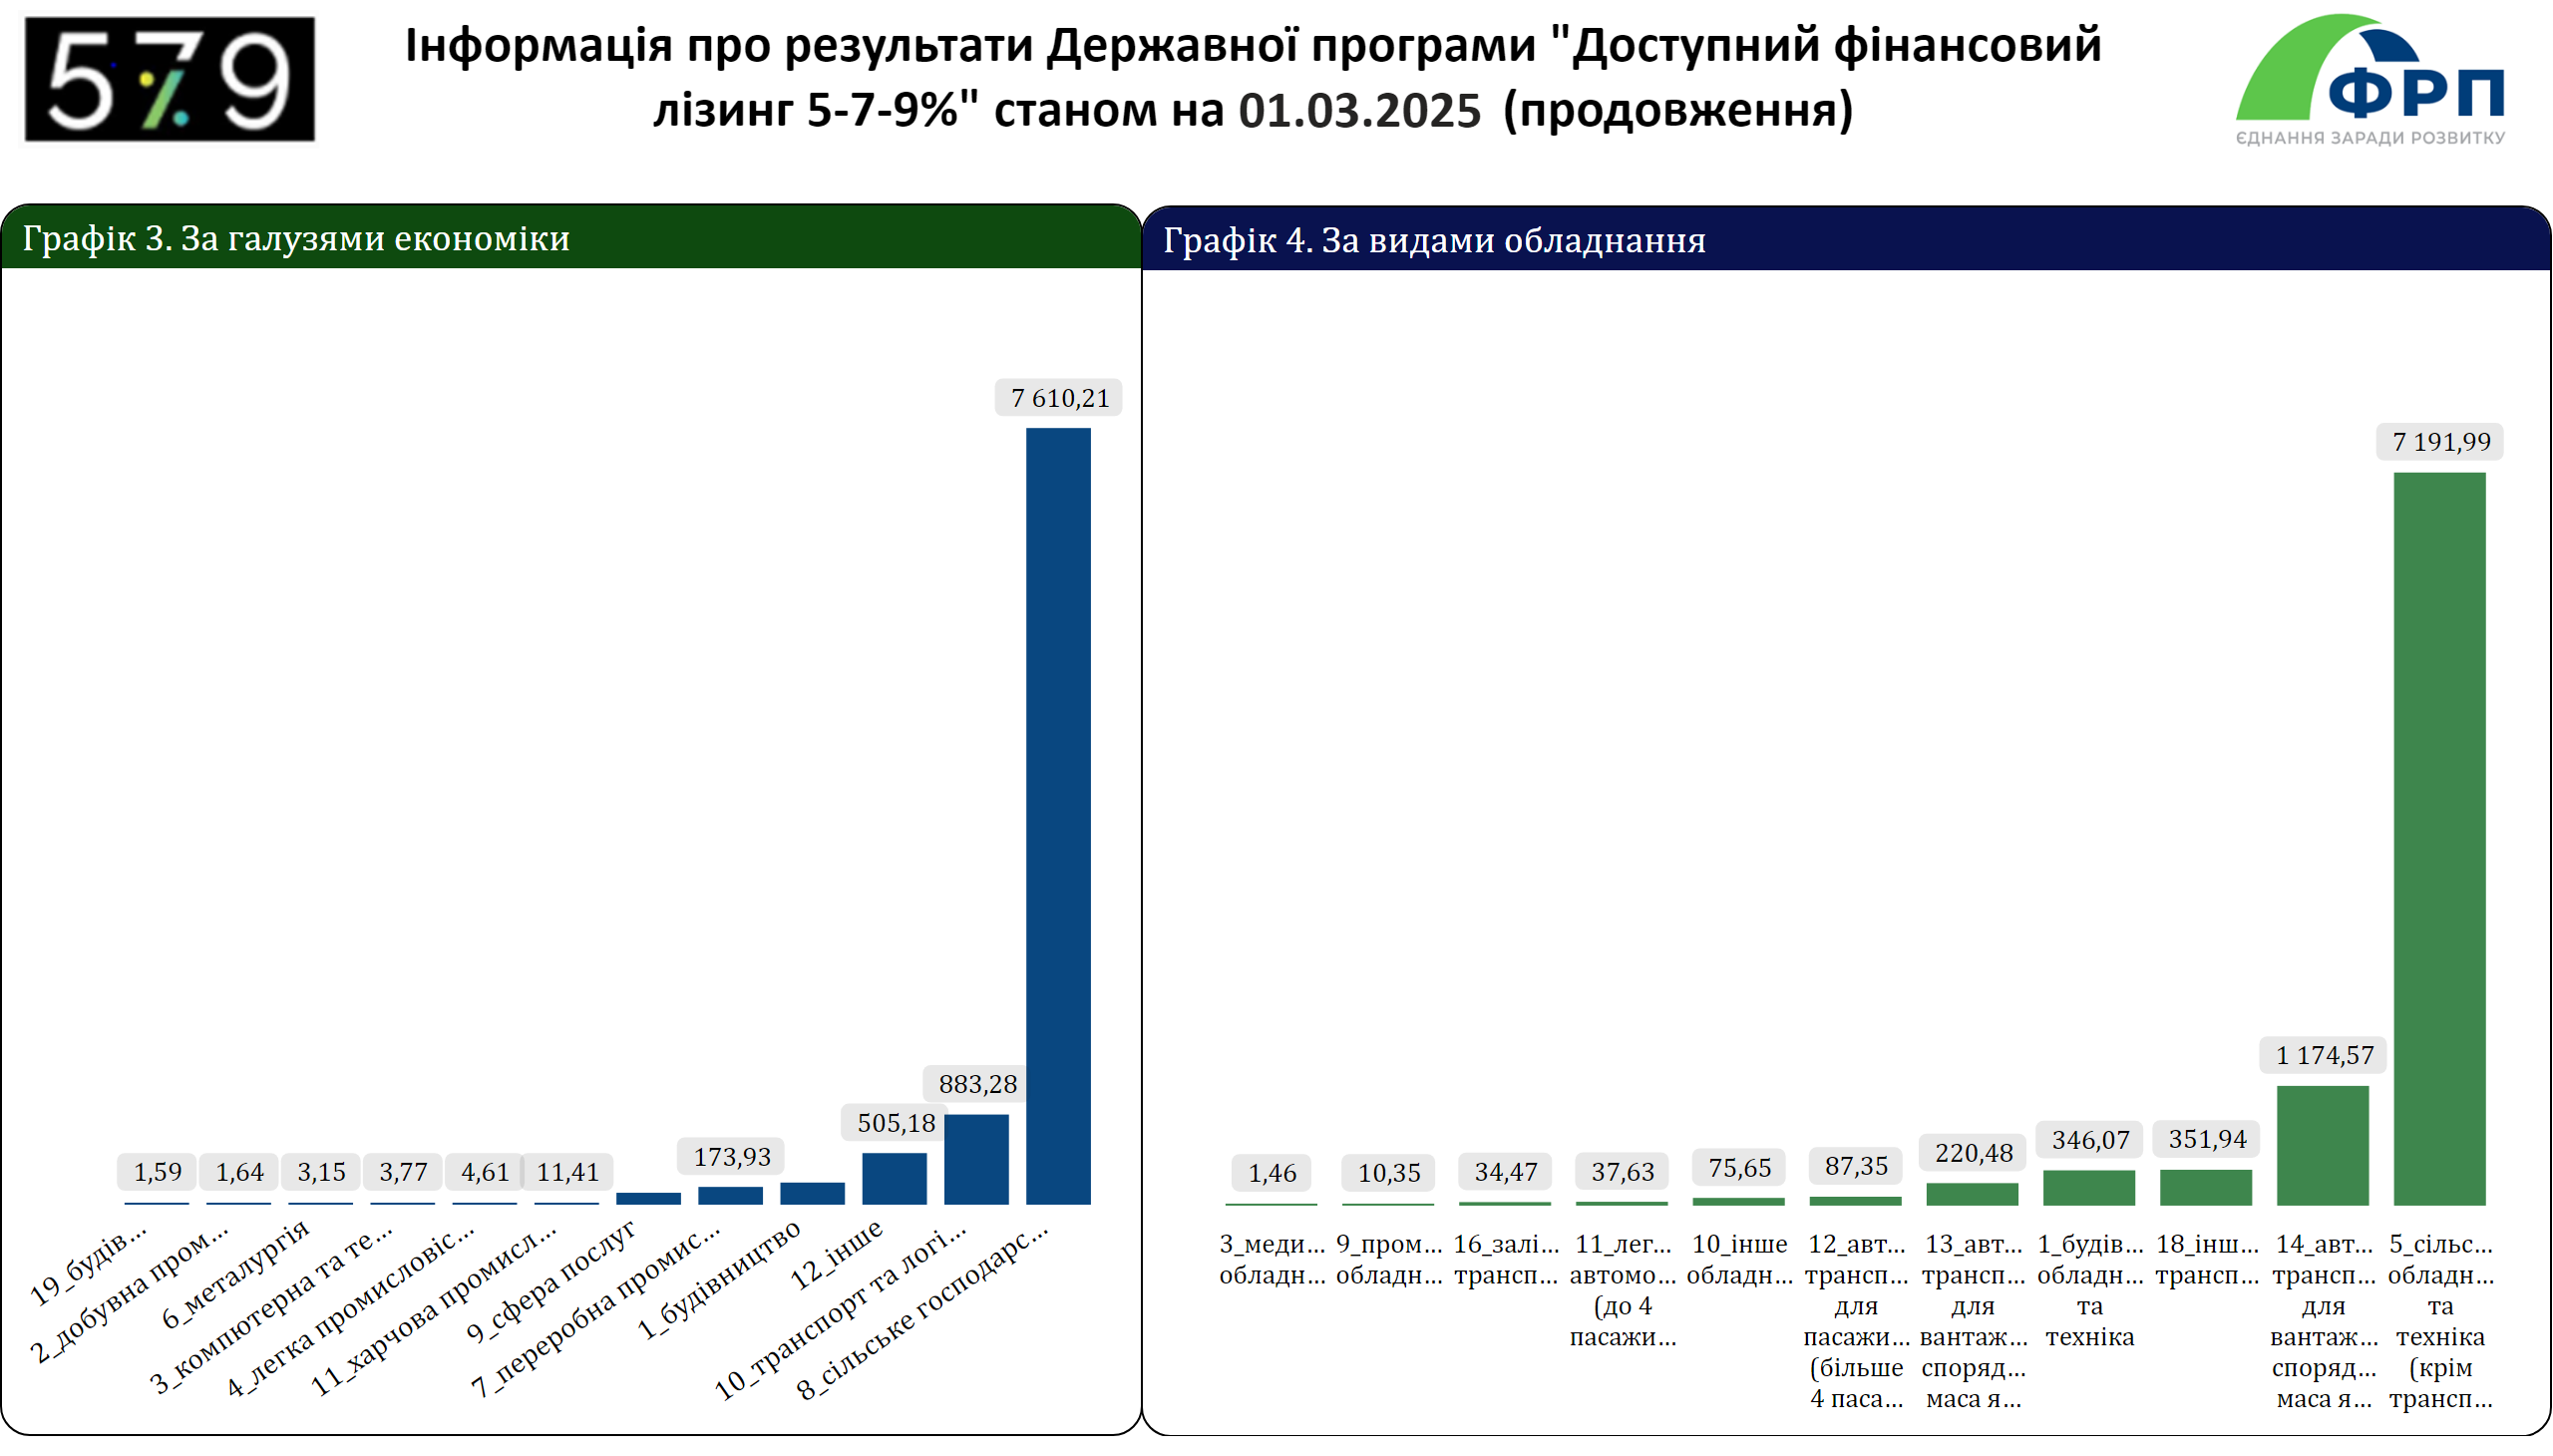 579
Інформація про результати Державної програми "Доступний фінансовий
лізинг 5-7-9%" станом на 01.03.2025 (продовження)
ФРП
ЄДНАННЯ ЗАРАДИ РОЗВИТКУ
Графік 3. За галузями економіки
7 610,21
883,28
505,18
173,93
1,59 1,64 3,15 3,77 4,61 11,41
19_будів...
2_добувна пром...
6_металургія
3_компютерна та те...
4_легка промисловіс...
11_харчова промисл...
9_сфера послуг
7_переробна промис...
1_будівництво
12_інше
10_транспорт та логі...
8_сільське господарс...
Графік 4. За видами обладнання
7 191,99
1 174,57
1,46 10,35 34,47 37,63 75,65 87,35 220,48 346,07 351,94
3_меди...
обладн...
9_пром...
обладн...
16_залі...
трансп...
11_лег...
автомо...
(до 4
пасажи...
10_інше
обладн...
12_авт...
трансп...
для
пасажи...
(більше
4 паса...
13_авт...
трансп...
для
вантаж...
споряд...
маса я...
1_будів...
обладн...
та
техніка
18_інш...
трансп...
14_авт...
трансп...
для
вантаж...
споряд...
маса я...
5_сільс...
обладн...
та
техніка
(крім
трансп...